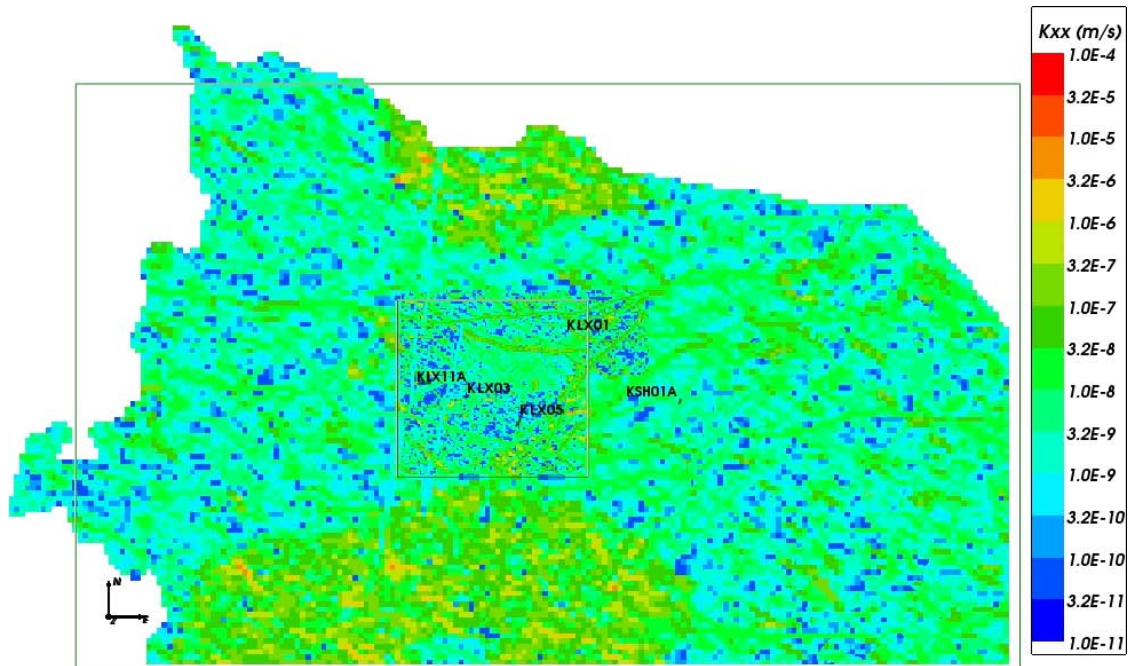 Kxx (m/s)
1.0E-4
3.2E-5
1.0E-5
3.2E-6
1.0E-6
3.2E-7
1.0E-7
3.2E-8
1.0E-8
3.2E-9
1.0E-9
3.2E-10
1.0E-10
3.2E-11
1.0E-11
KLX01
KLX11A
KLX03
KSH01A
KLX05
N
Z
E